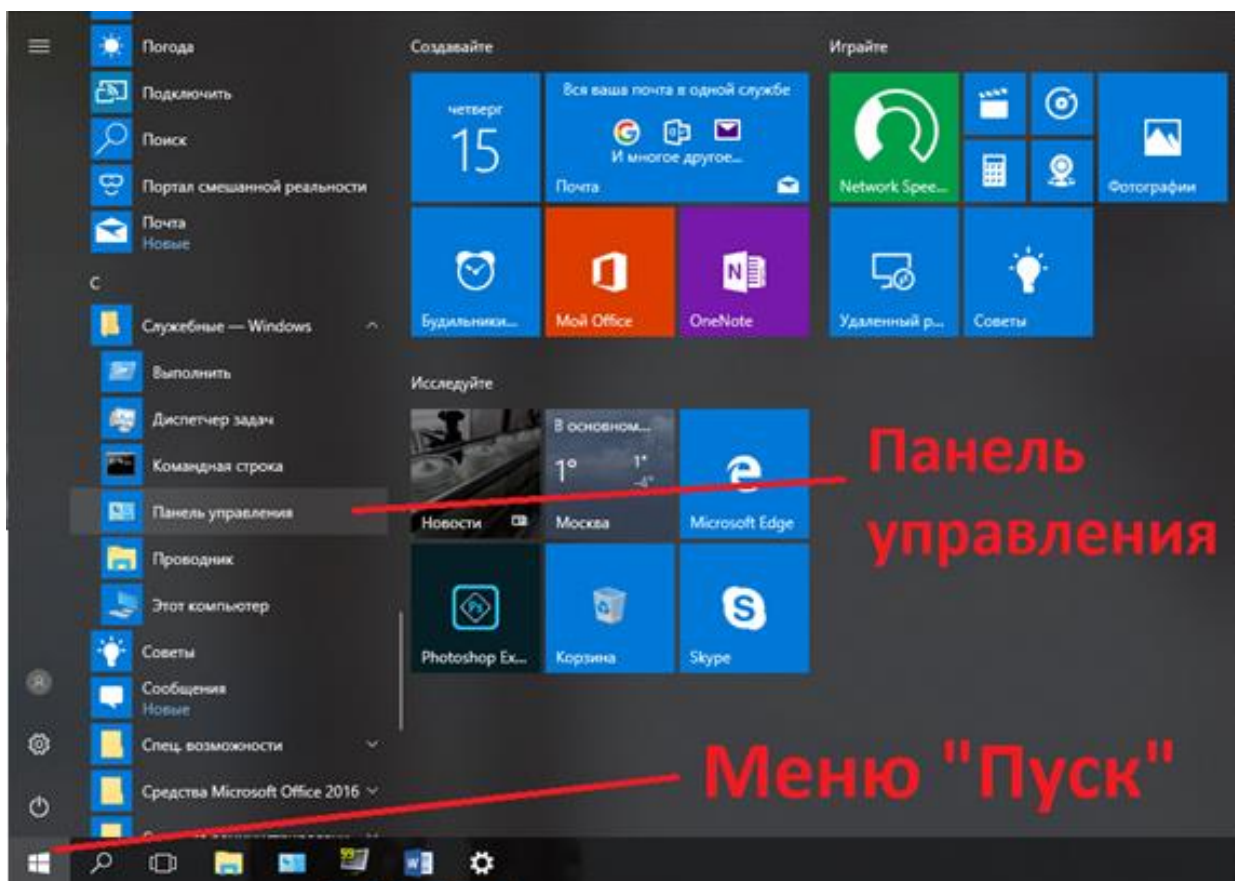 Погода
Подключить
Поиск
Портал смешанной реальности
Почта
Новые
С
Служебные — Windows
Выполнить
Диспетчер задач
Командная строка
Панель управления
Проводник
Этот компьютер
Советы
Сообщения
Новые
Спец. возможности
Средства Microsoft Office 2016
Создавайте
четверг
15
Вся ваша почта в одной службе
И многое другое...
Почта
Будильники...
Мой Office
OneNote
Играйте
Network Spee...
Фотографии
Удаленный р...
Советы
Исследуйте
Новости
В основном...
1° 1°
-4°
Москва
Microsoft Edge
Photoshop Ex...
Корзина
Skype
Панель
управления
Меню "Пуск"
99